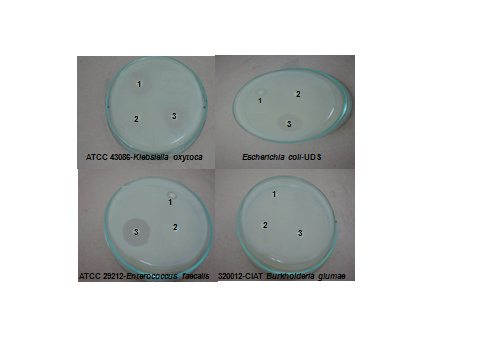 1
2 3
ATCC 43086-Klebsiella oxytoca
1 2
3
Escherichia coli-UDS
1
3 2
ATCC 29212-Enterococcus faecalis
1
2 3
320012-CIAT Burkholderia glumae